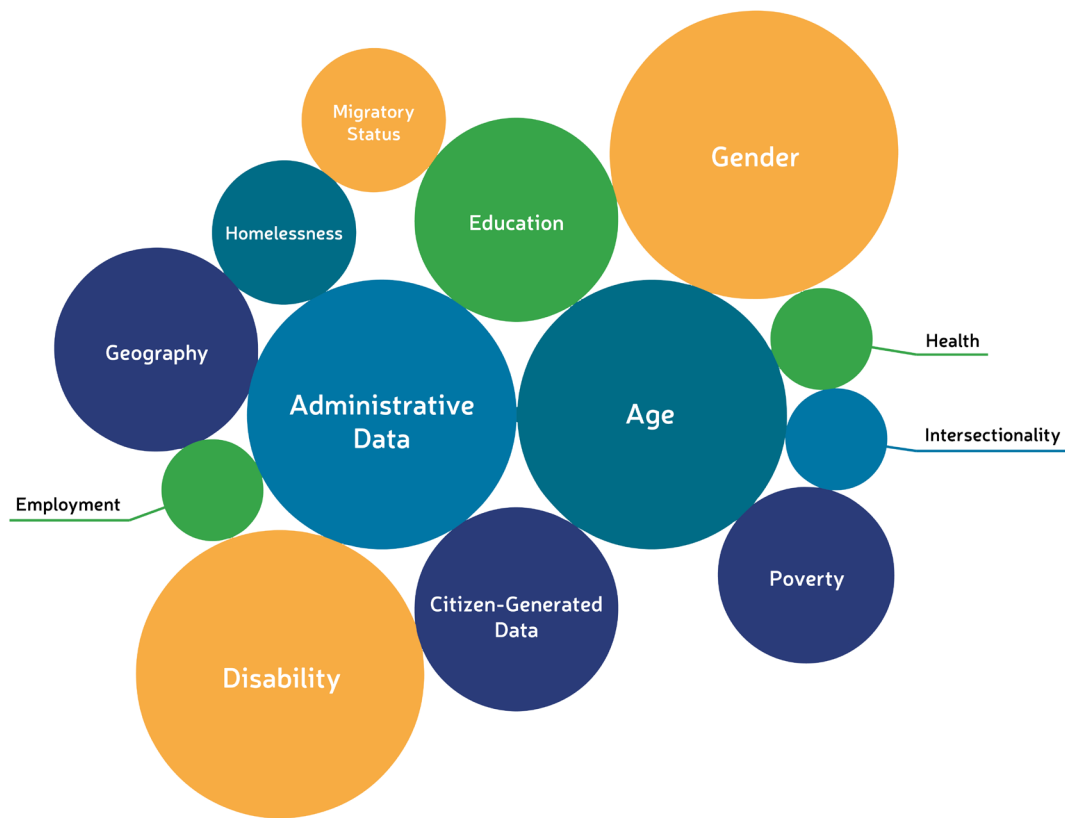 Migratory
Status
Gender
Education
Homelessness
Geography
Health
Administrative
Data
Age
Intersectionality
Employment
Poverty
Citizen-Generated
Data
Disability